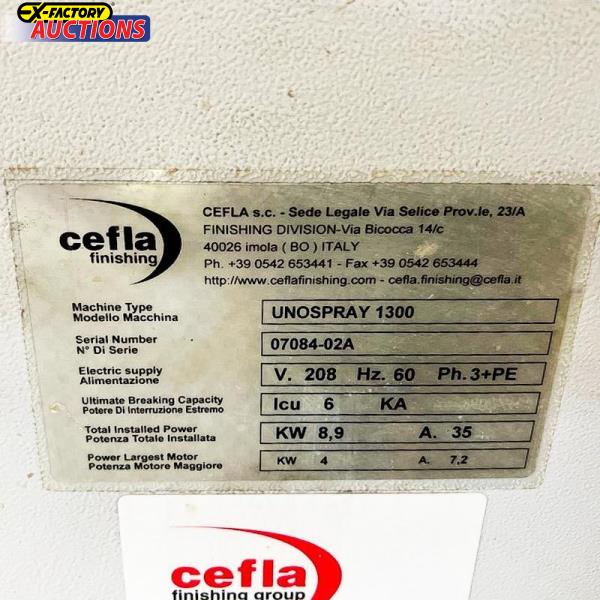 EX-FACTORY
AUCTIONS
cefla
finishing
CEFLA s.c. - Sede Legale Via Selice Prov.le, 23/A
FINISHING DIVISION-Via Bicocca 14/c
40026 imola ( BO ) ITALY
Ph. +39 0542 653441 - Fax +39 0542 653444
http://www.ceflafinishing.com - cefla.finishing@cefla.it
Machine Type
Modello Macchina
UNOSPRAY 1300
Serial Number
N° Di Serie
07084-02A
Electric supply
Alimentazione
V. 208 Hz. 60 Ph. 3+PE
Ultimate Breaking Capacity
Potere Di Interruzione Estremo
Icu 6 KA
Total Installed Power
Potenza Totale Installata
KW 8,9 A. 35
Power Largest Motor
Potenza Motore Maggiore
KW 4 A. 7,2
cefla
finishing group